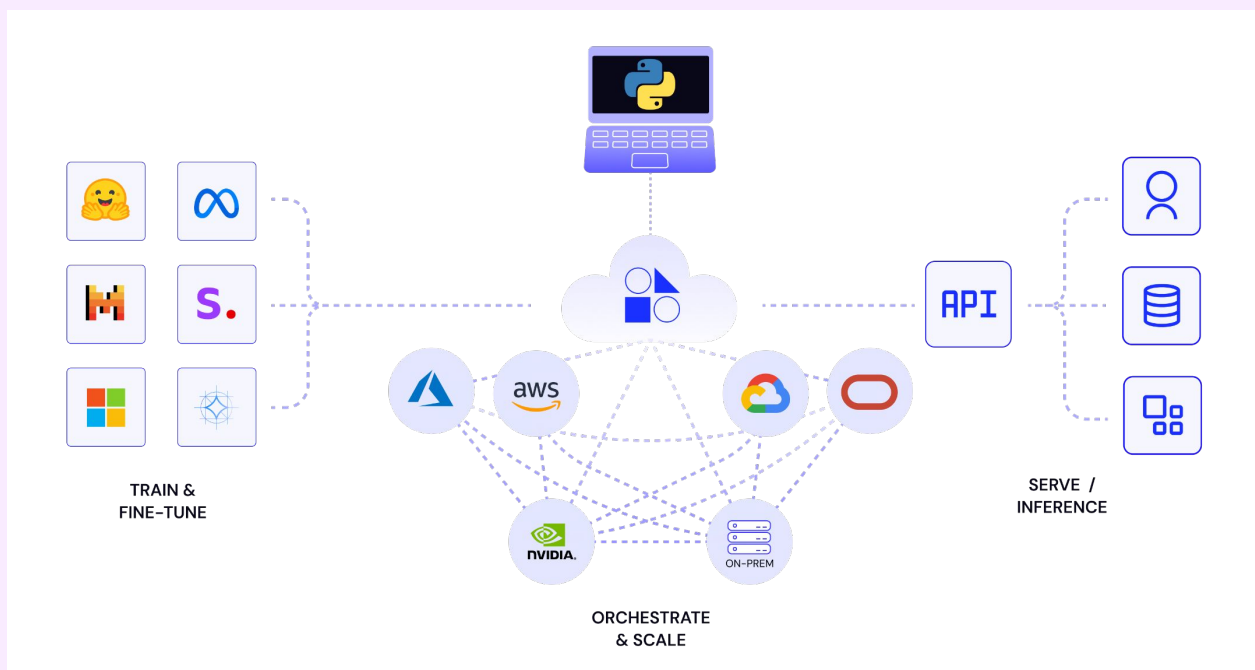 aws
API
S.
NVIDIA.
ON-PREM
TRAIN &
FINE-TUNE
SERVE /
INFERENCE
ORCHESTRATE
& SCALE